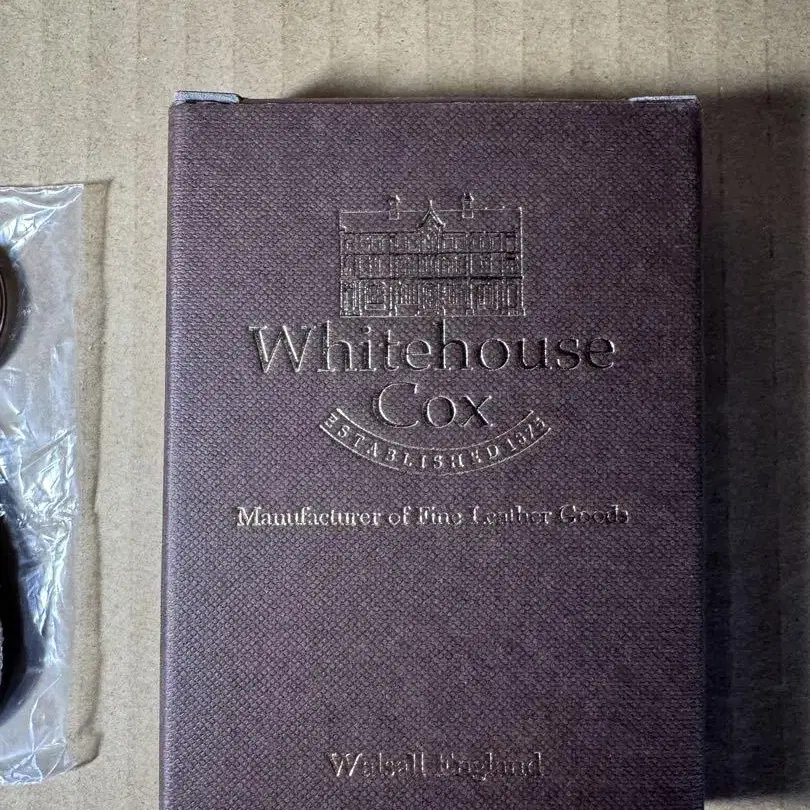 Whitehouse
Cox
ESTABLISHED 1875
Manufacturer of Fine Leather Goods
Walsall England